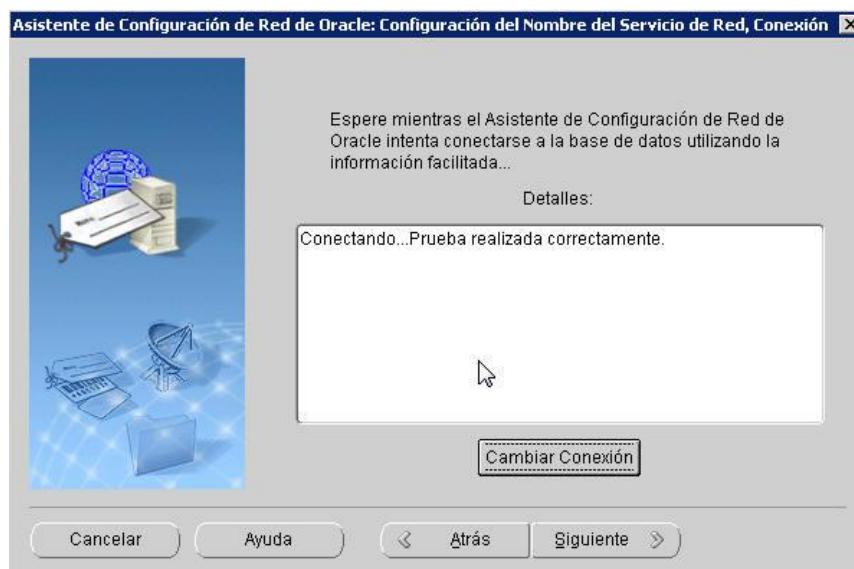 Asistente de Configuración de Red de Oracle: Configuración del Nombre del Servicio de Red, Conexión
Espere mientras el Asistente de Configuración de Red de
Oracle intenta conectarse a la base de datos utilizando la
información facilitada...
Detalles:
Conectando...Prueba realizada correctamente.
Cambiar Conexión
Cancelar
Ayuda
Atrás
Siguiente